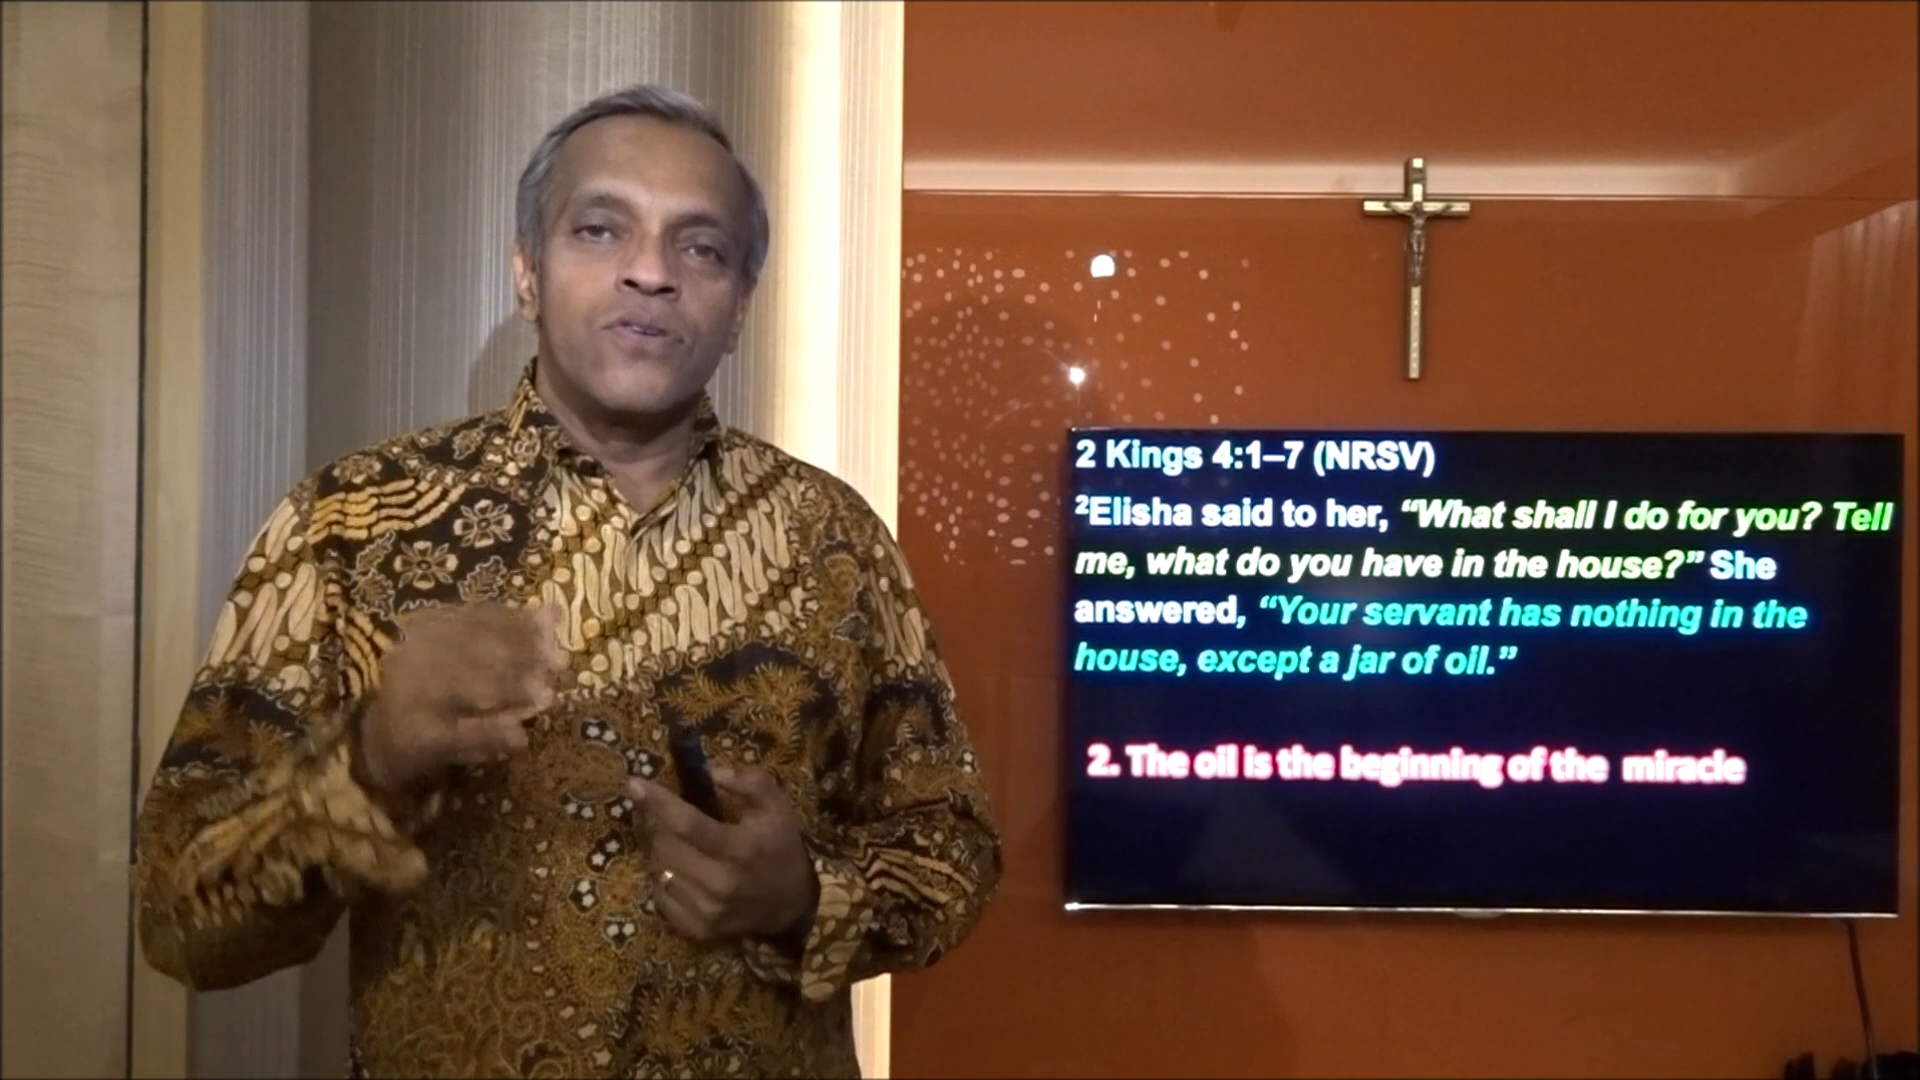 2 Kings 4:1–7 (NRSV)
²Elisha said to her, “What shall I do for you? Tell
me, what do you have in the house?” She
answered, “Your servant has nothing in the
house, except a jar of oil.”
2. The oil is the beginning of the miracle